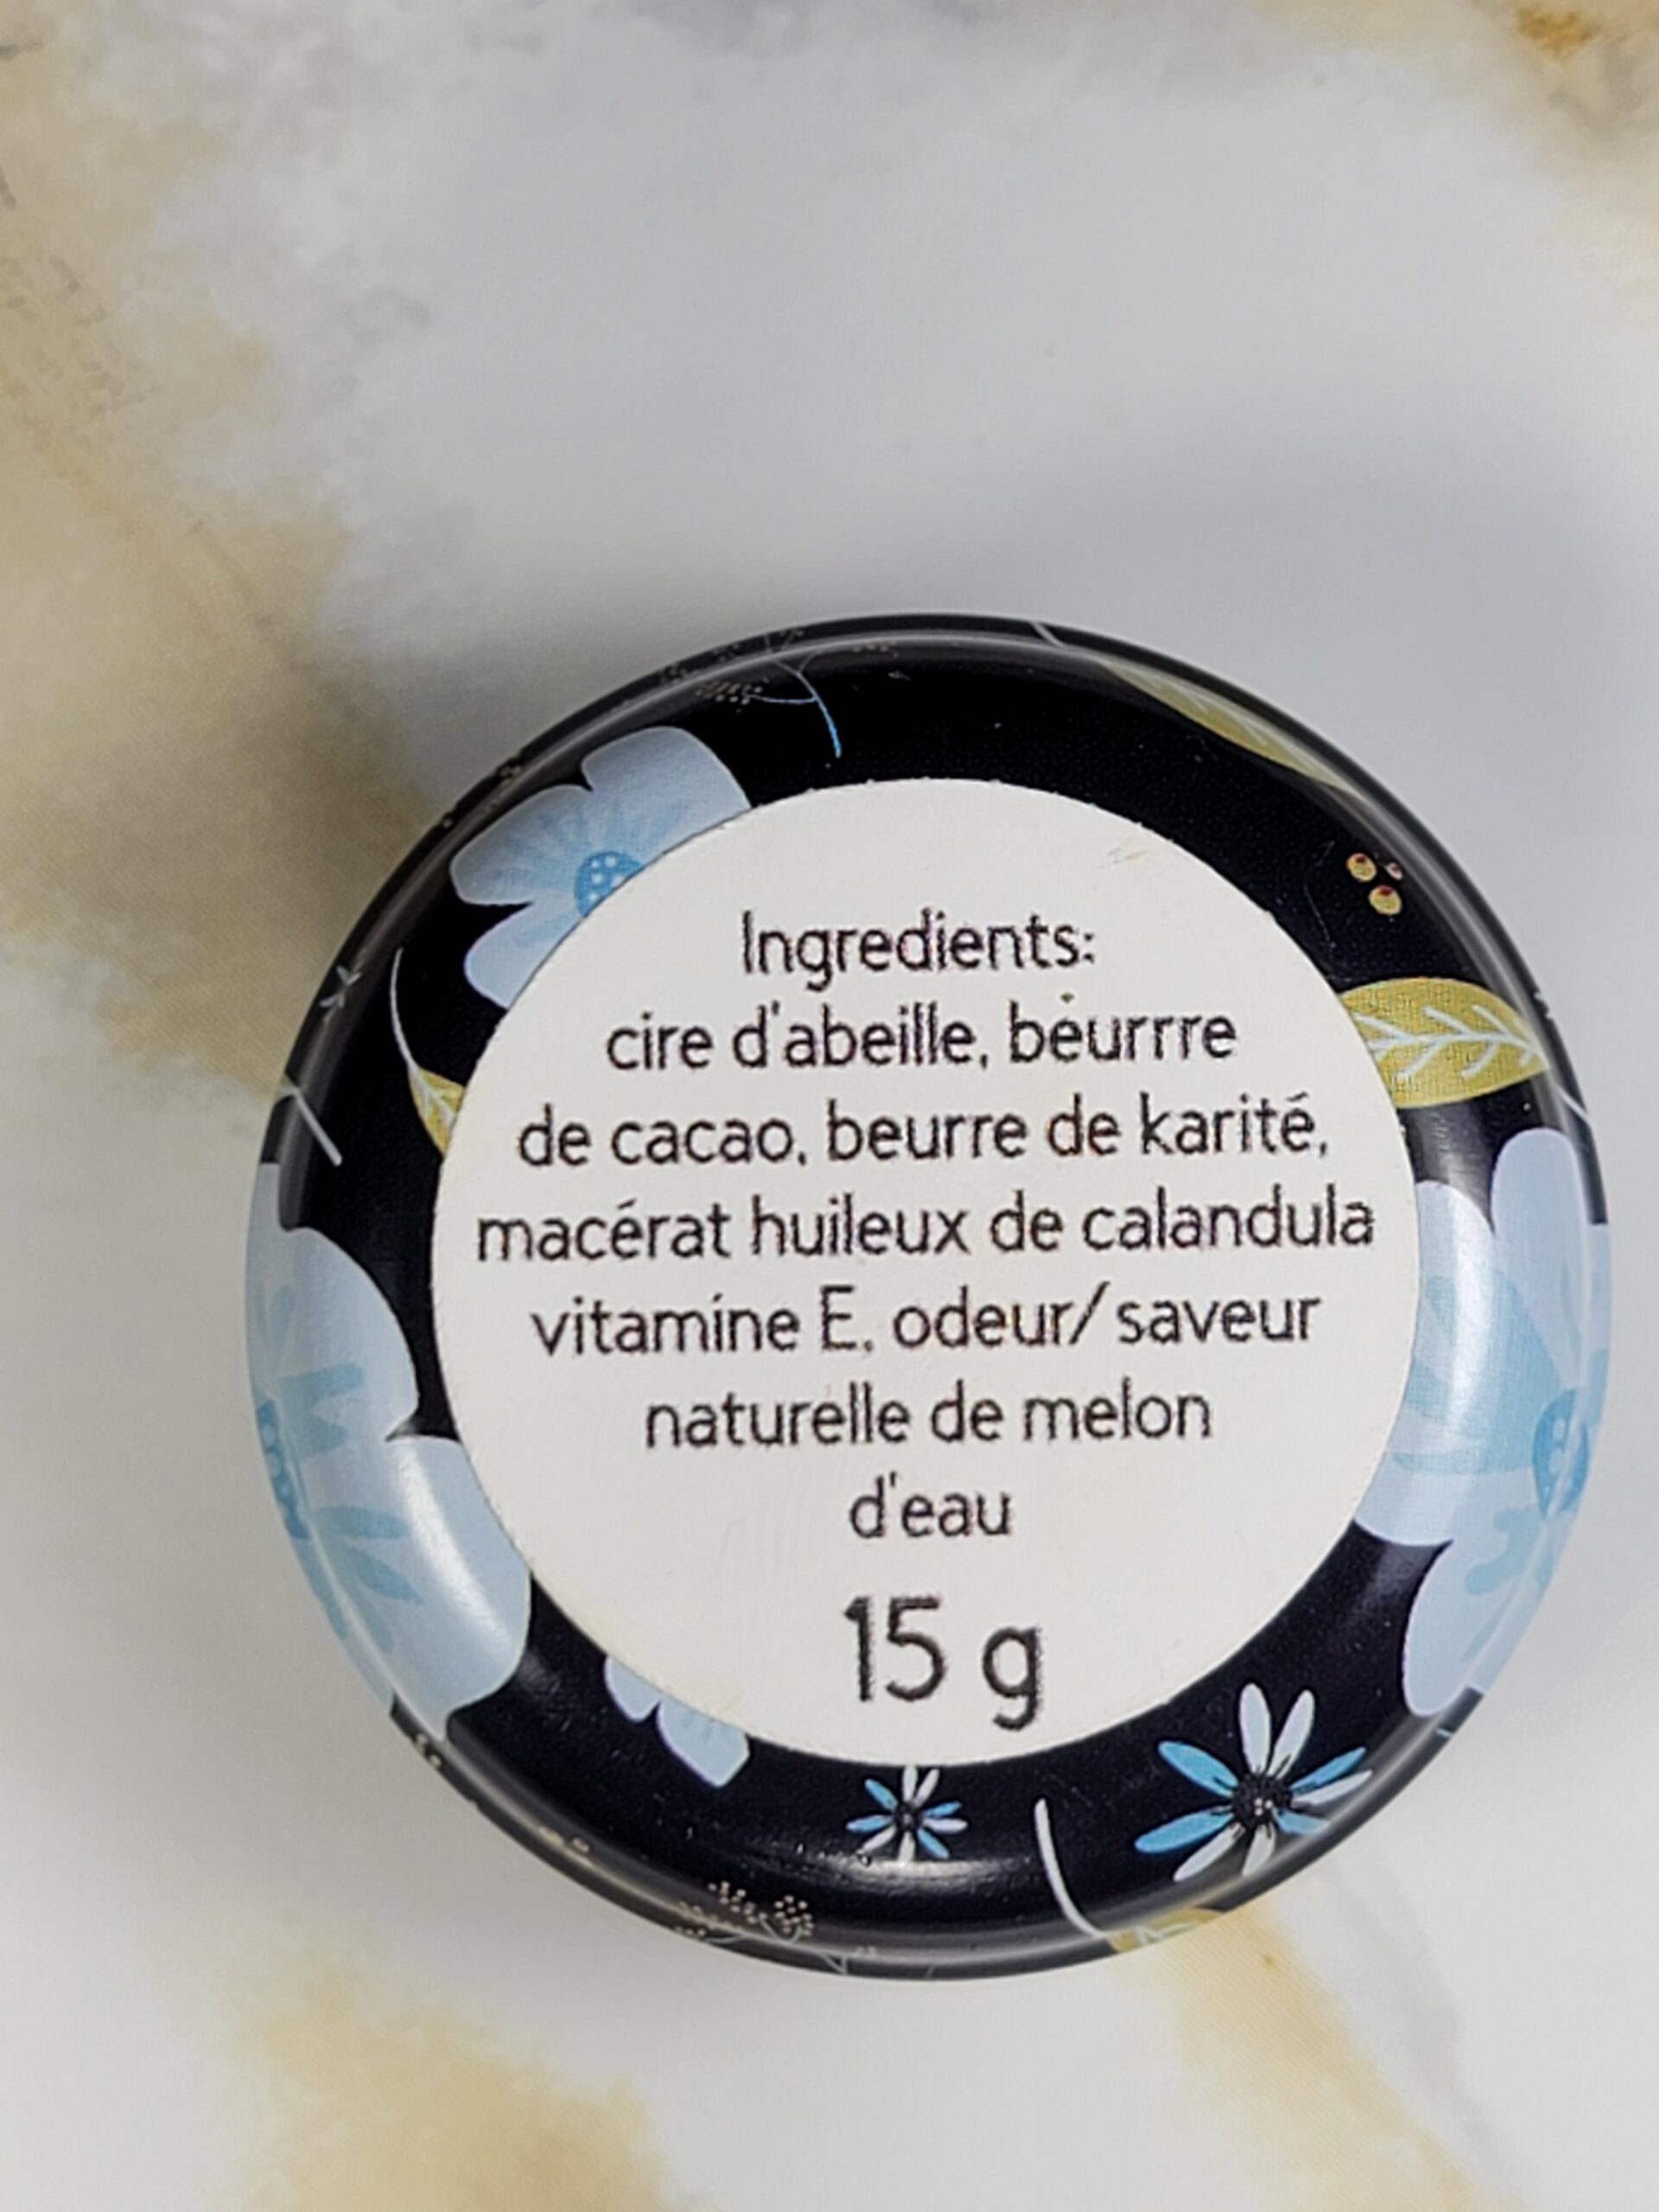 Ingredients:
cire d'abeille, beurrre
de cacao, beurre de karité,
macérat huileux de calandula
vitamine E, odeur/saveur
naturelle de melon
d'eau
15 g